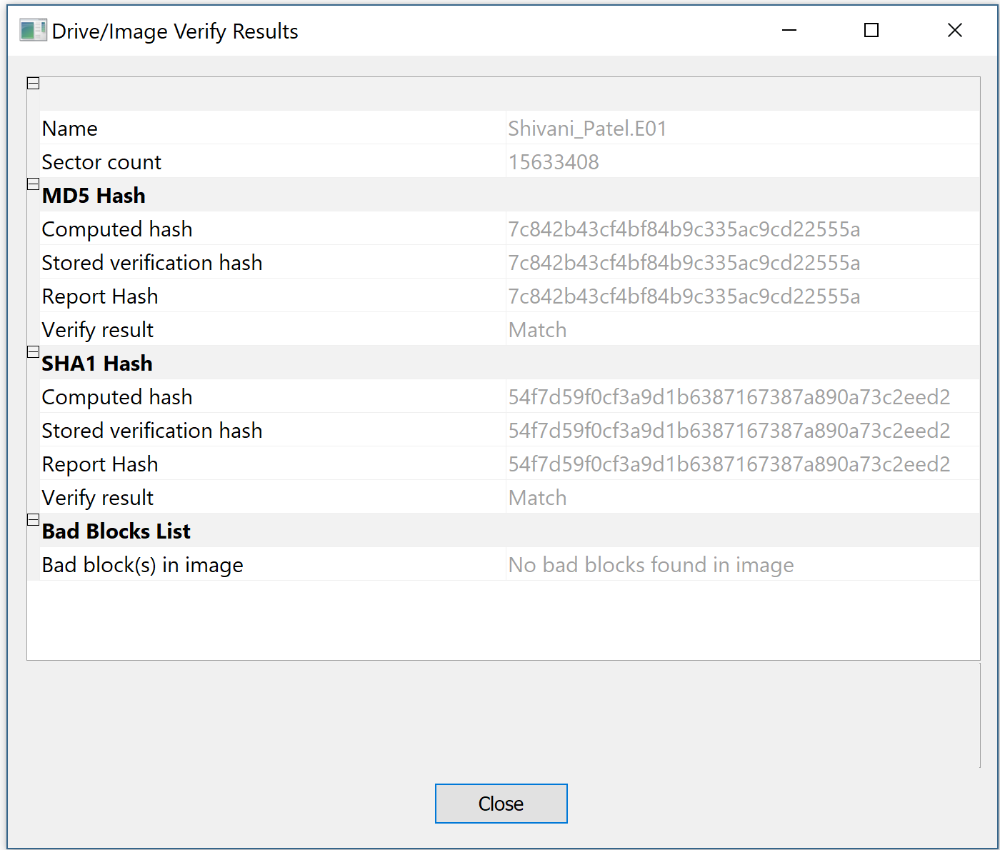 Drive/Image Verify Results
Name Shivani_Patel.E01
Sector count 15633408
MD5 Hash
Computed hash 7c842b43cf4bf84b9c335ac9cd22555a
Stored verification hash 7c842b43cf4bf84b9c335ac9cd22555a
Report Hash 7c842b43cf4bf84b9c335ac9cd22555a
Verify result Match
SHA1 Hash
Computed hash 54f7d59f0cf3a9d1b6387167387a890a73c2eed2
Stored verification hash 54f7d59f0cf3a9d1b6387167387a890a73c2eed2
Report Hash 54f7d59f0cf3a9d1b6387167387a890a73c2eed2
Verify result Match
Bad Blocks List
Bad block(s) in image No bad blocks found in image
Close